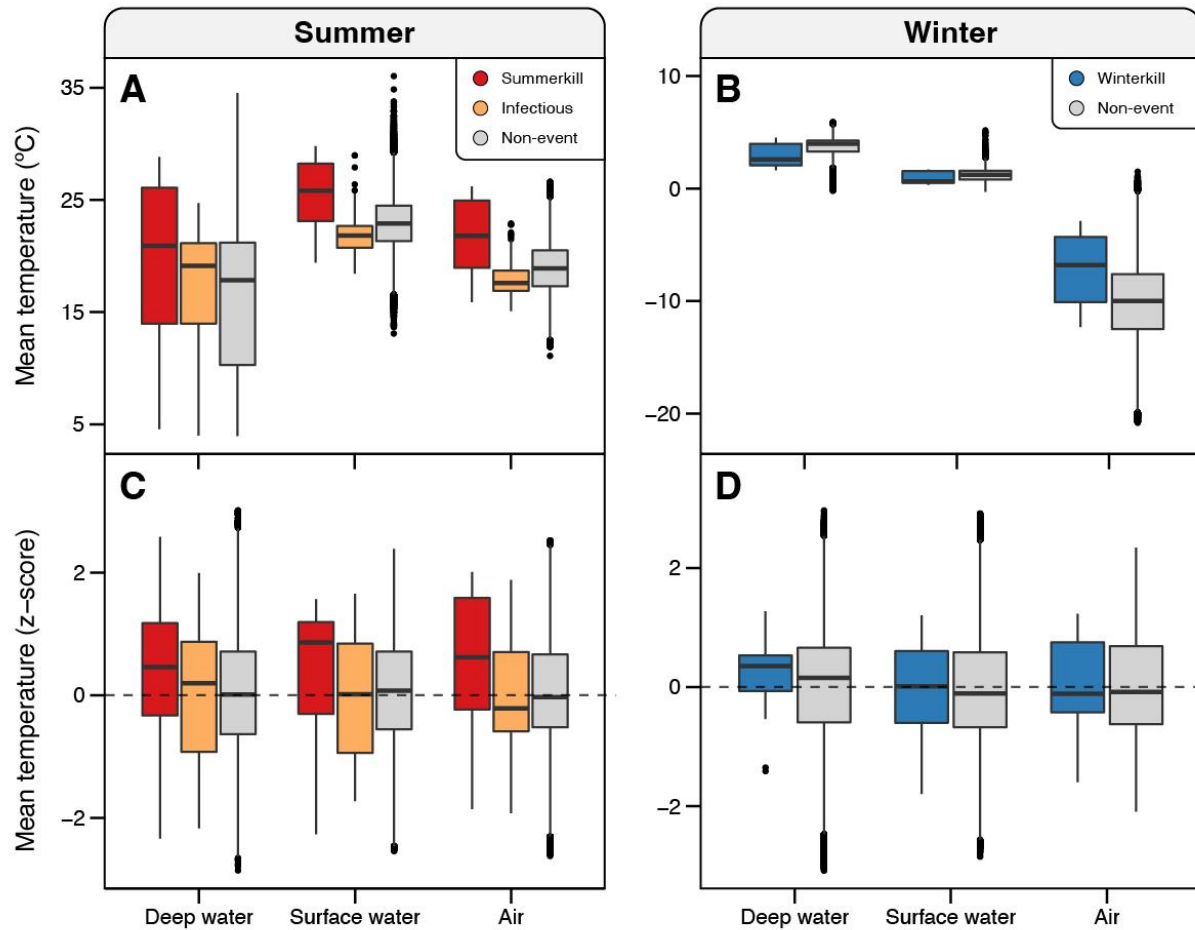 Summer
Winter
A
Summerkill
Infectious
Non-event
B
Winterkill
Non-event
Mean temperature (ºC)
35
25
15
5
10
0
−10
−20
C
D
Mean temperature (z−score)
2
0
−2
2
0
−2
Deep water Surface water Air
Deep water Surface water Air